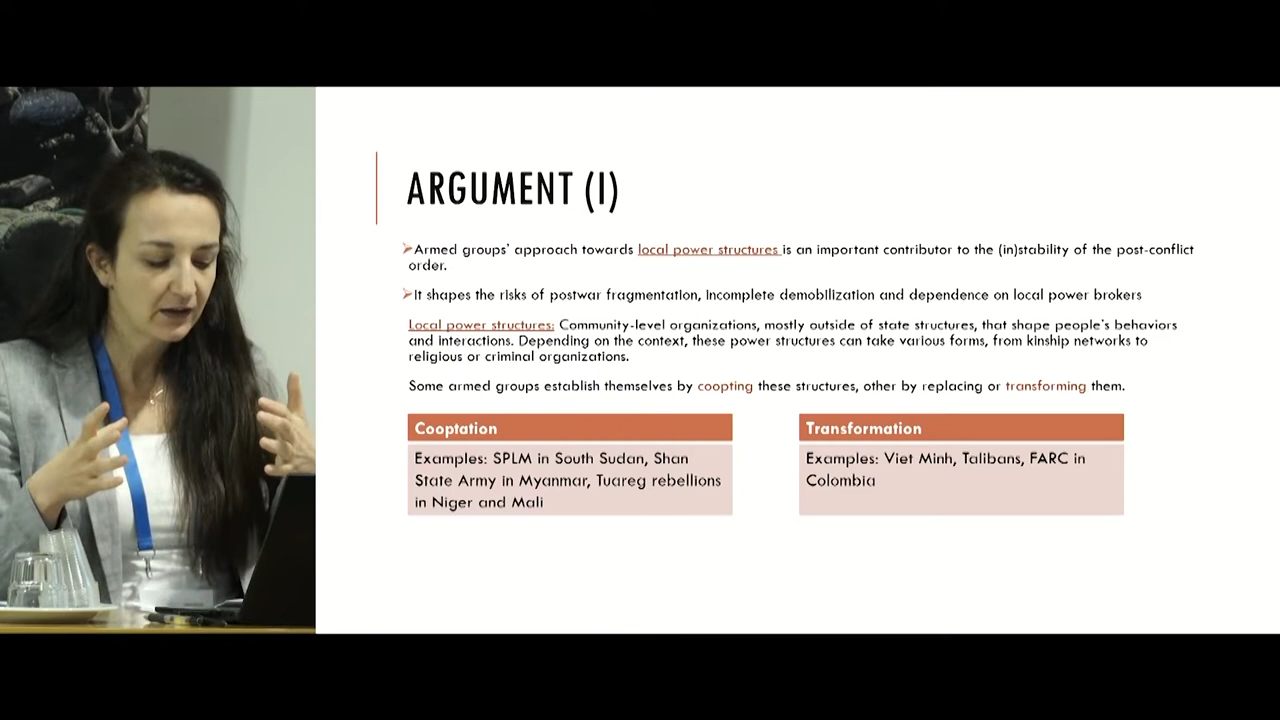 ARGUMENT (I)
➢Armed groups' approach towards local power structures is an important contributor to the (in)stability of the post-conflict
order.
➢It shapes the risks of postwar fragmentation, incomplete demobilization and dependence on local power brokers
Local power structures: Community-level organizations, mostly outside of state structures, that shape people's behaviors
and interactions. Depending on the context, these power structures can take various forms, from kinship networks to
religious or criminal organizations.
Some armed groups establish themselves by coopting these structures, other by replacing or transforming them.
Cooptation
Examples: SPLM in South Sudan, Shan
State Army in Myanmar, Tuareg rebellions
in Niger and Mali
Transformation
Examples: Viet Minh, Talibans, FARC in
Colombia